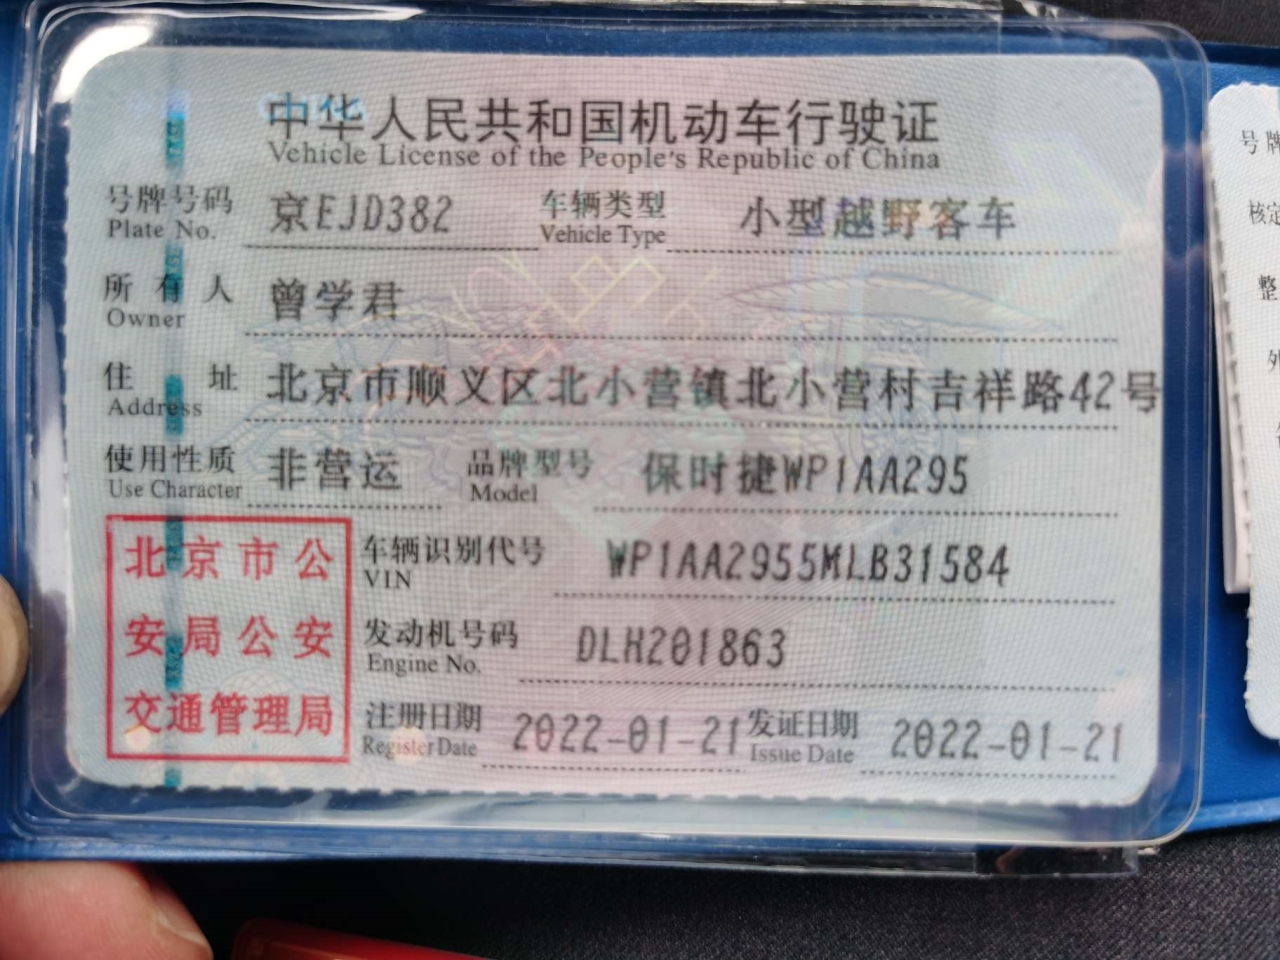 中华人民共和国机动车行驶证
Vehicle License of the People's Republic of China
号牌号码 京EJD382 车辆类型 小型越野客车
Plate No. Vehicle Type
所有人 曾学君
Owner
住址 北京市顺义区北小营镇北小营村吉祥路42号
Address
使用性质 非营运 品牌型号 保时捷WP1AA295
Use Character Model
北京市公
安局公安
交通管理局
车辆识别代号 WP1AA2955MLB31584
VIN
发动机号码 DLH201863
Engine No.
注册日期 2022-01-21 发证日期 2022-01-21
Register Date Issue Date
号牌
核定
整